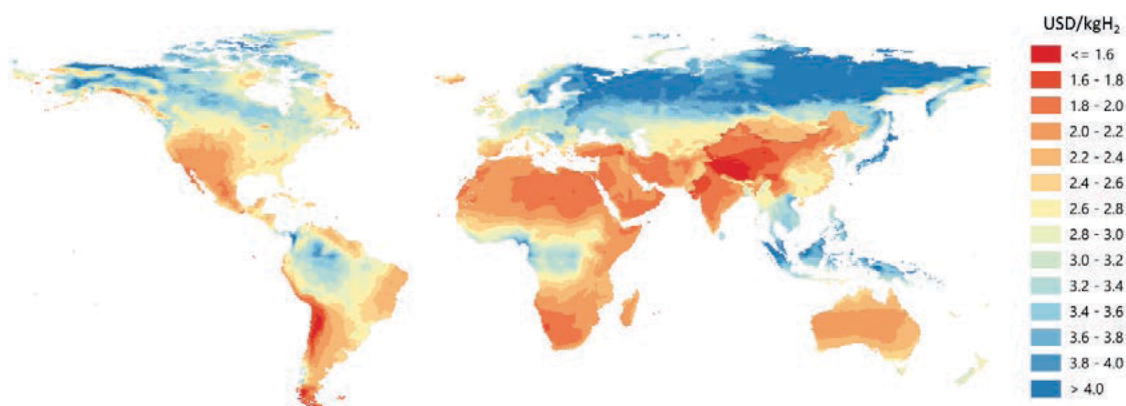 USD/kgH₂
<= 1.6
1.6 - 1.8
1.8 - 2.0
2.0 - 2.2
2.2 - 2.4
2.4 - 2.6
2.6 - 2.8
2.8 - 3.0
3.0 - 3.2
3.2 - 3.4
3.4 - 3.6
3.6 - 3.8
3.8 - 4.0
> 4.0